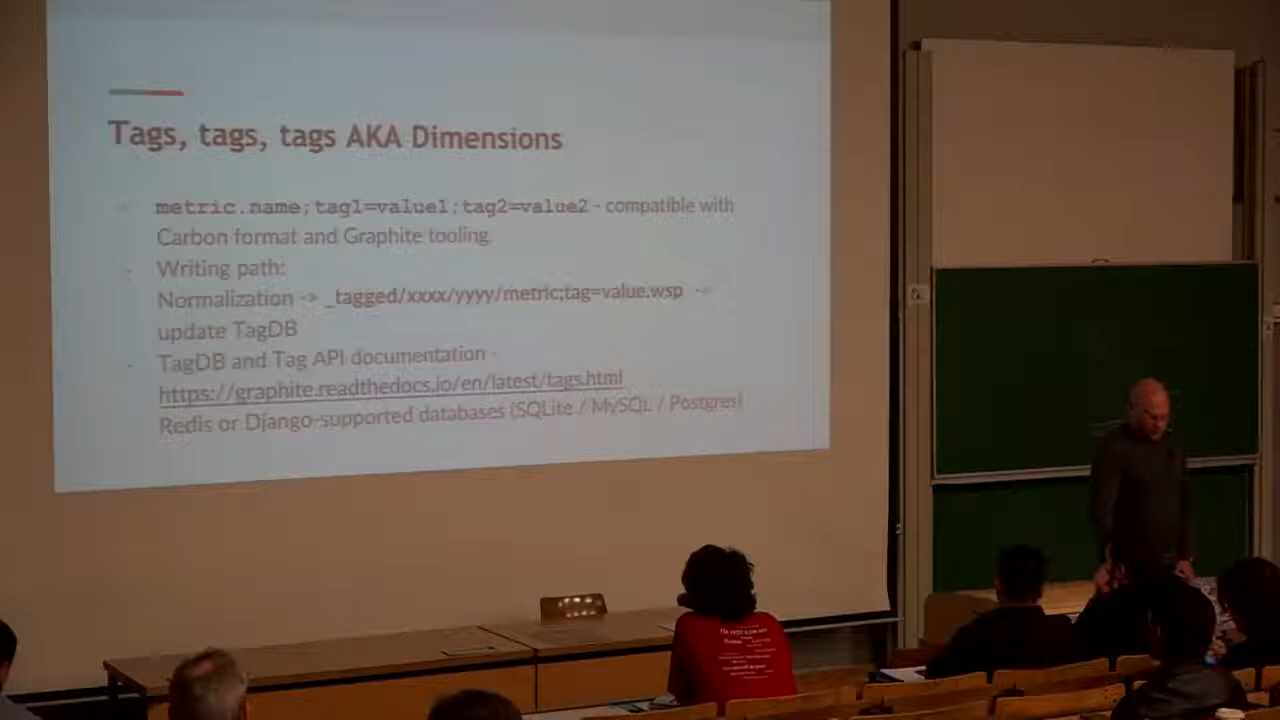 Tags, tags, tags AKA Dimensions
- metric.name;tag1=value1;tag2=value2 - compatible with
Carbon format and Graphite tooling.
- Writing path:
Normalization -> _tagged/xxxx/yyyy/metric;tag=value.wsp ->
update TagDB
- TagDB and Tag API documentation -
https://graphite.readthedocs.io/en/latest/tags.html
Redis or Django-supported databases (SQLite / MySQL / Postgres)